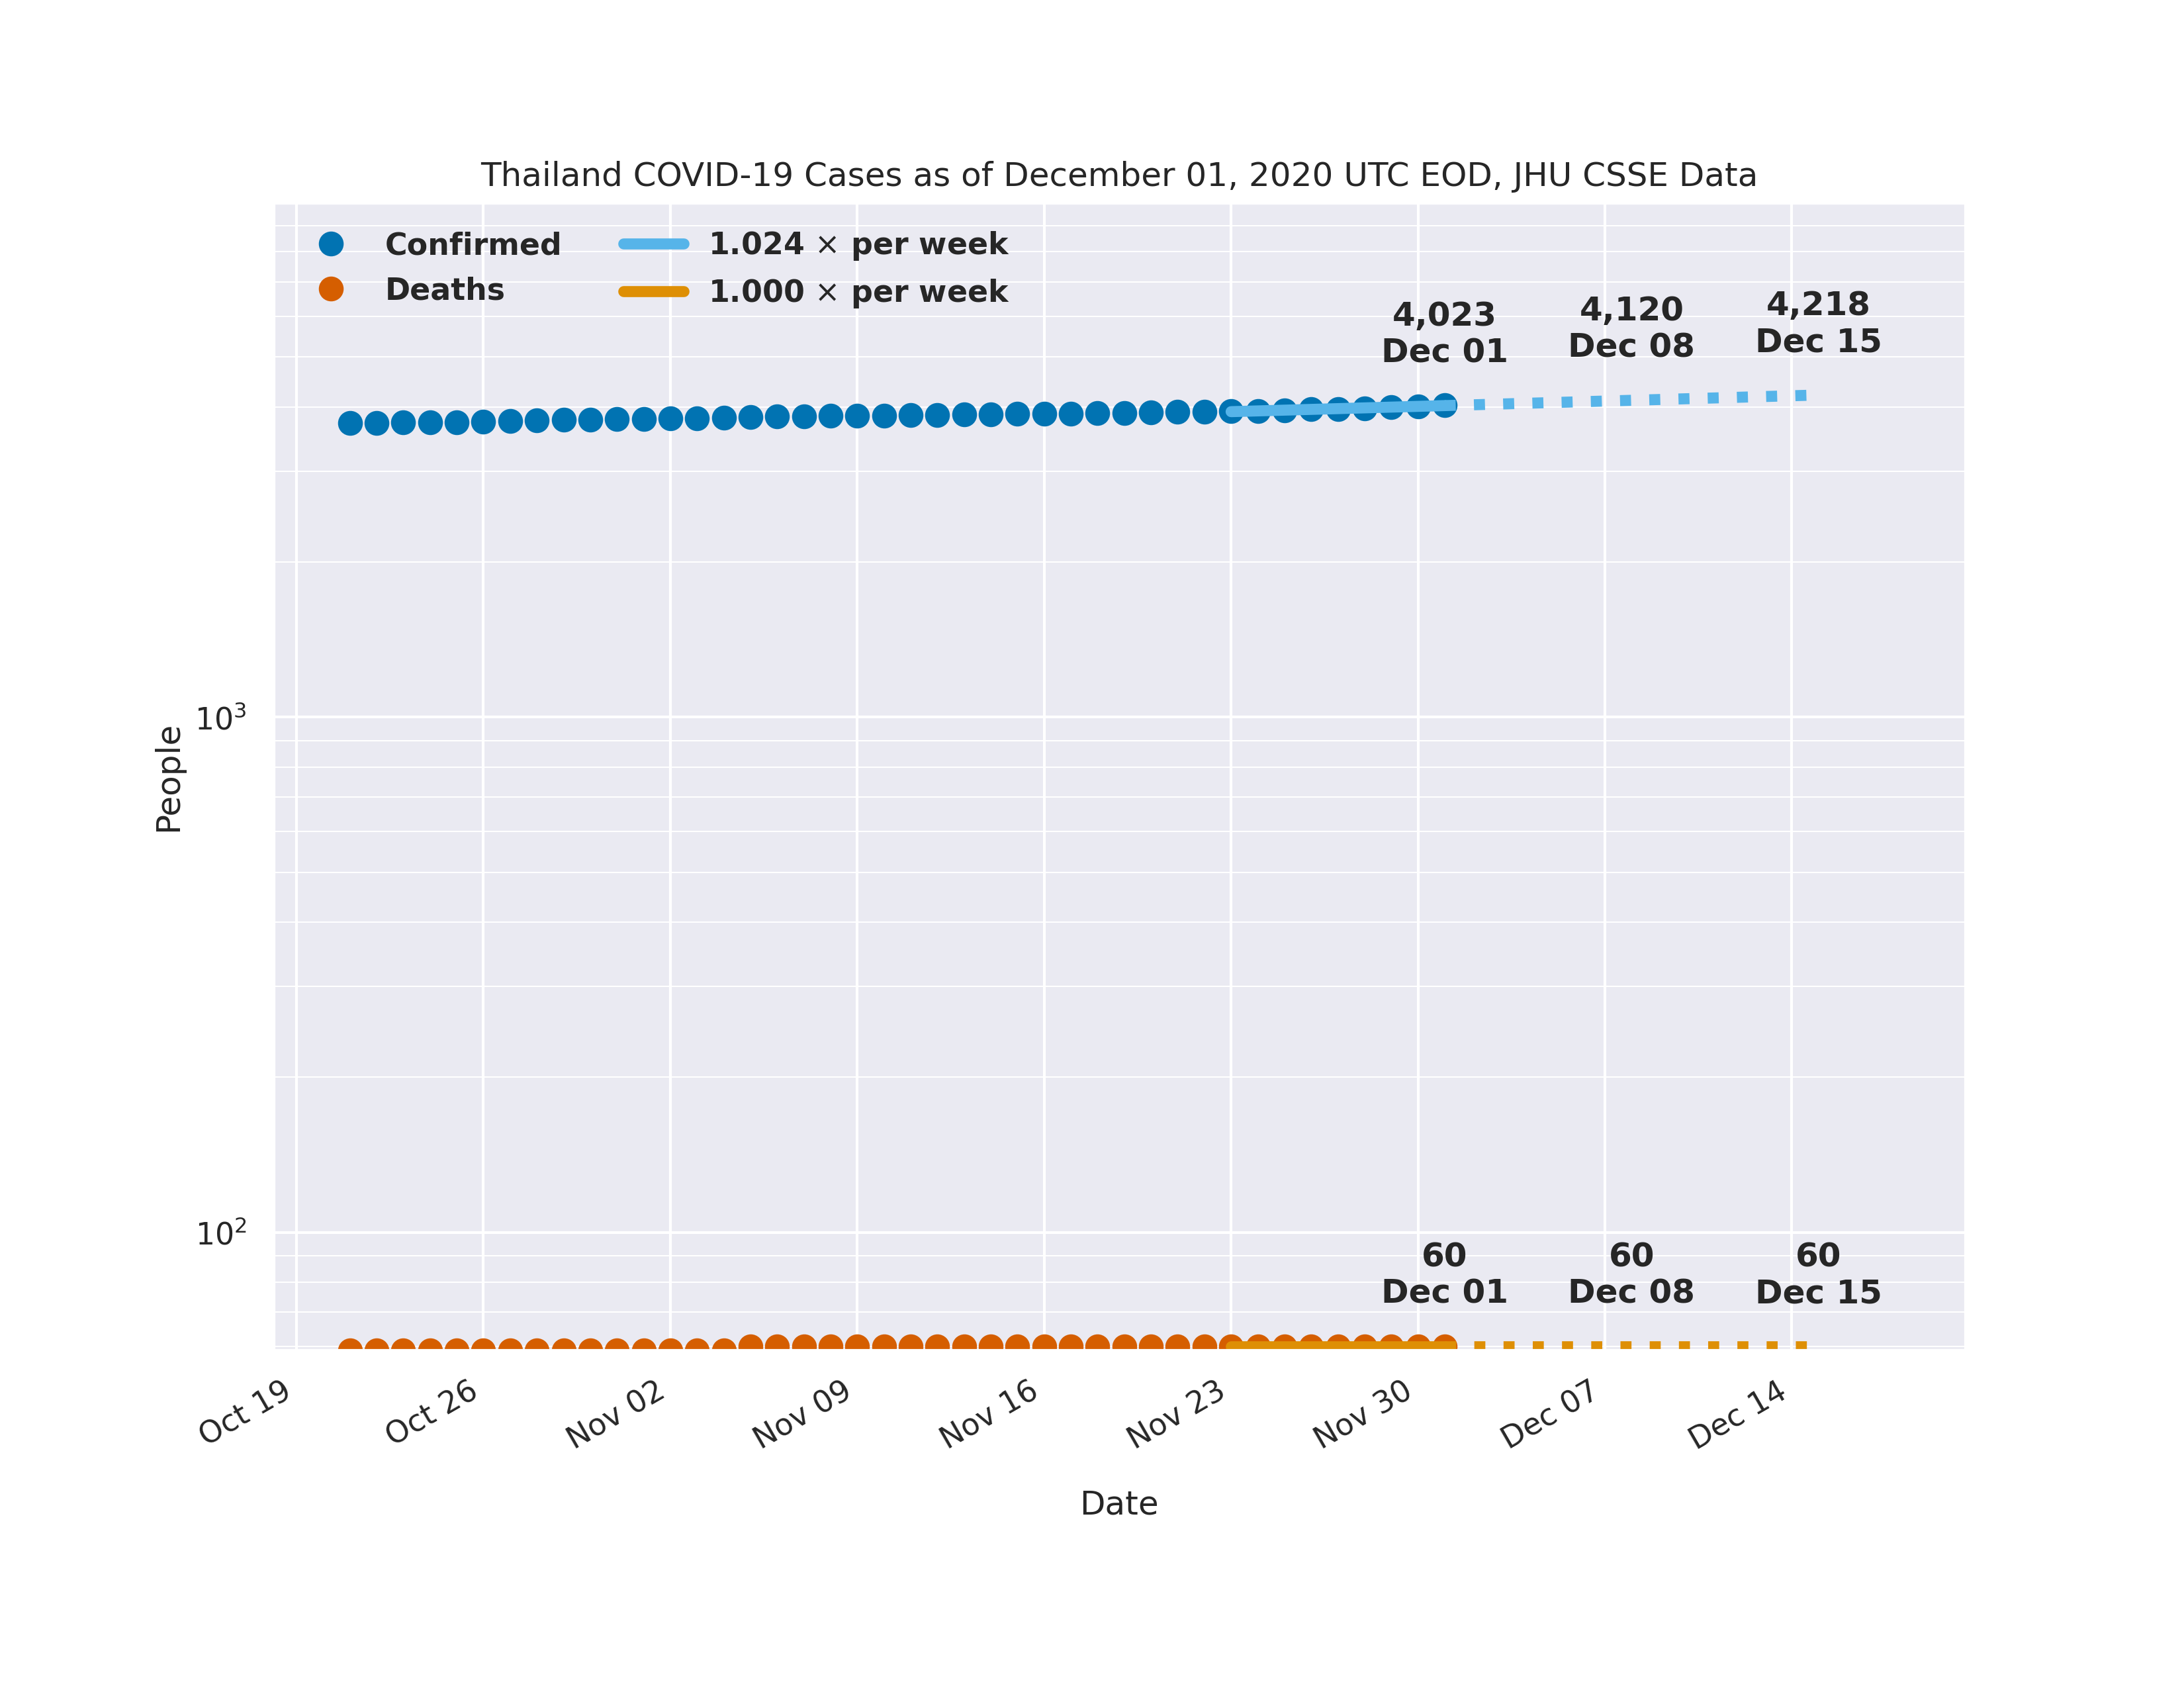 Thailand COVID-19 Cases as of December 01, 2020 UTC EOD, JHU CSSE Data
Confirmed
Deaths
1.024 × per week
1.000 × per week
4,023
Dec 01
4,120
Dec 08
4,218
Dec 15
People
10³
10²
60
Dec 01
60
Dec 08
60
Dec 15
Oct 19
Oct 26
Nov 02
Nov 09
Nov 16
Nov 23
Nov 30
Dec 07
Dec 14
Date